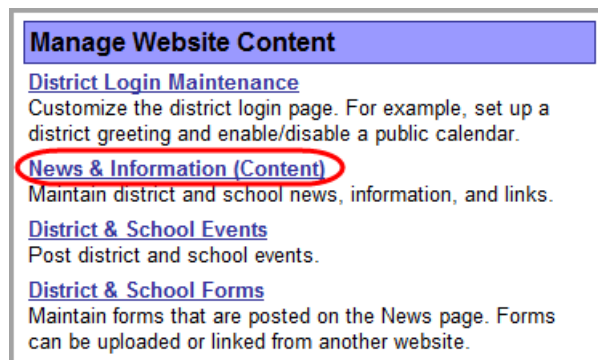 Manage Website Content
District Login Maintenance
Customize the district login page. For example, set up a
district greeting and enable/disable a public calendar.
News & Information (Content)
Maintain district and school news, information, and links.
District & School Events
Post district and school events.
District & School Forms
Maintain forms that are posted on the News page. Forms
can be uploaded or linked from another website.